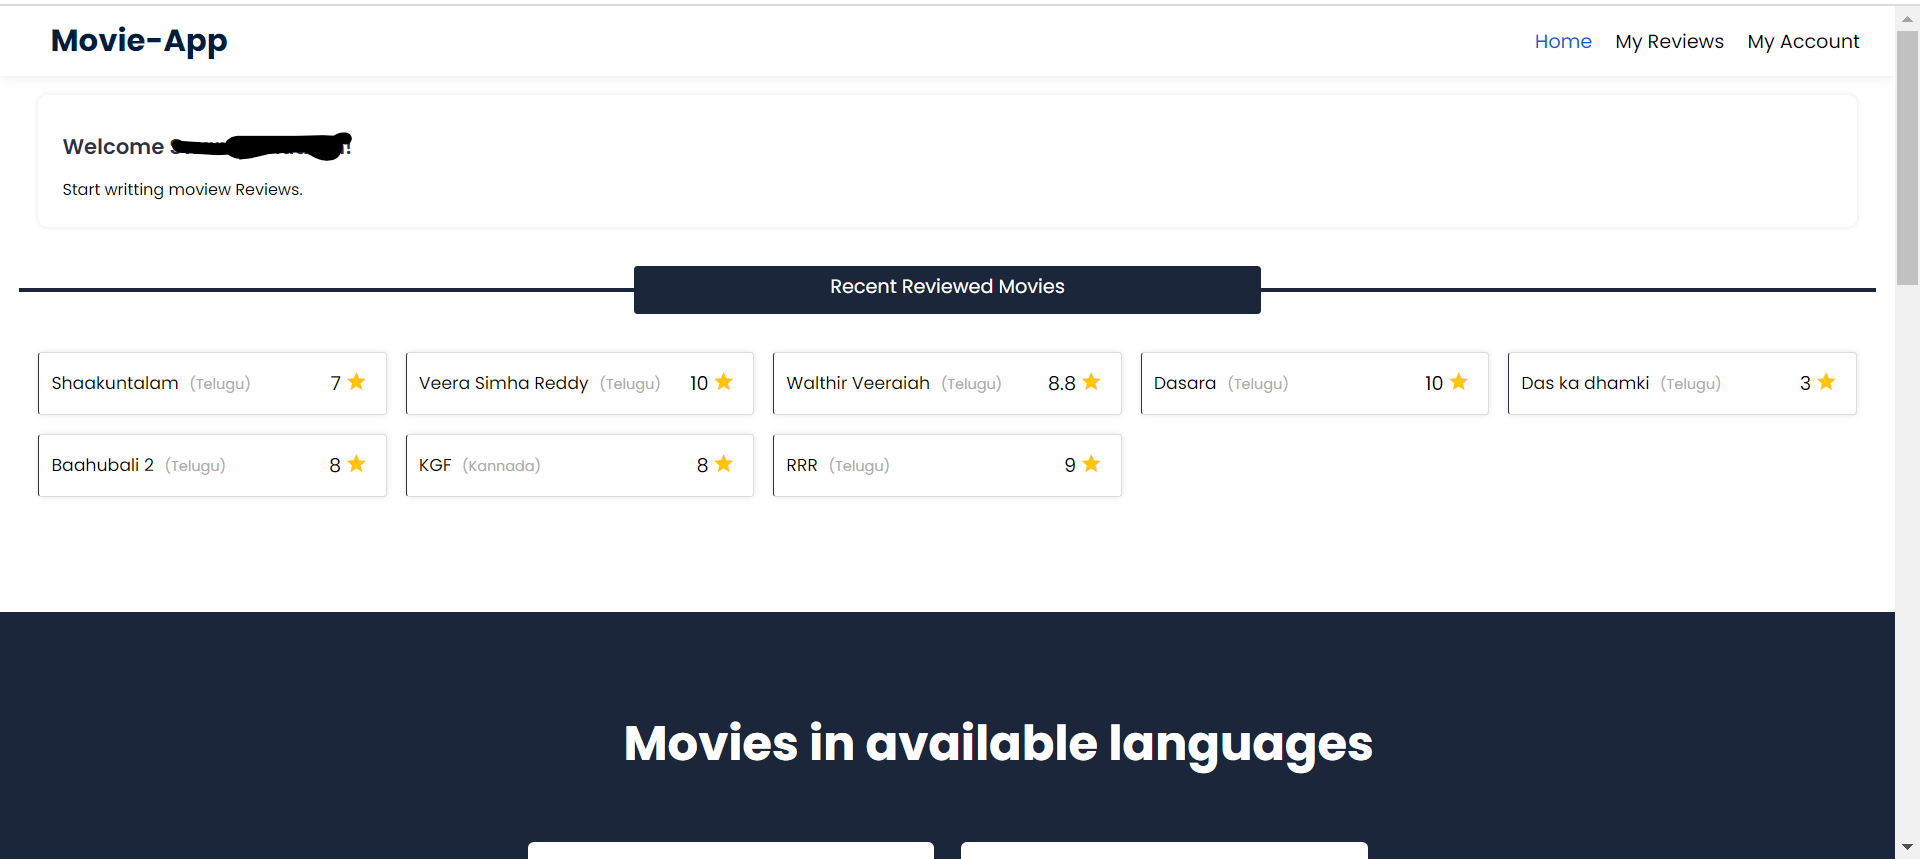 Movie-App Home My Reviews My Account
Welcome
Start writting moview Reviews.
Recent Reviewed Movies
Shaakuntalam (Telugu) 7 Veera Simha Reddy (Telugu) 10 Walthir Veeraiah (Telugu) 8.8 Dasara (Telugu) 10 Das ka dhamki (Telugu) 3
Baahubali 2 (Telugu) 8 KGF (Kannada) 8 RRR (Telugu) 9
Movies in available languages